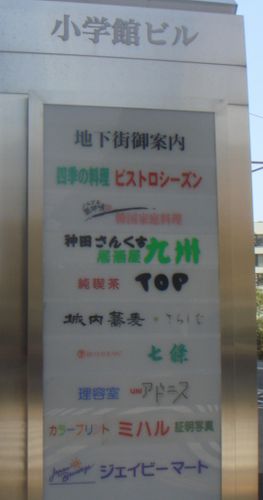 小学館ビル
地下街御案内
四季の料理 ビストロシーズン
韓国家庭料理
神田さんくす
居酒屋 九州
純喫茶 TOP
城内蕎麦
七條
理容室 uni アドニス
カラープリント ミハル 証明写真
ジェイビーマート